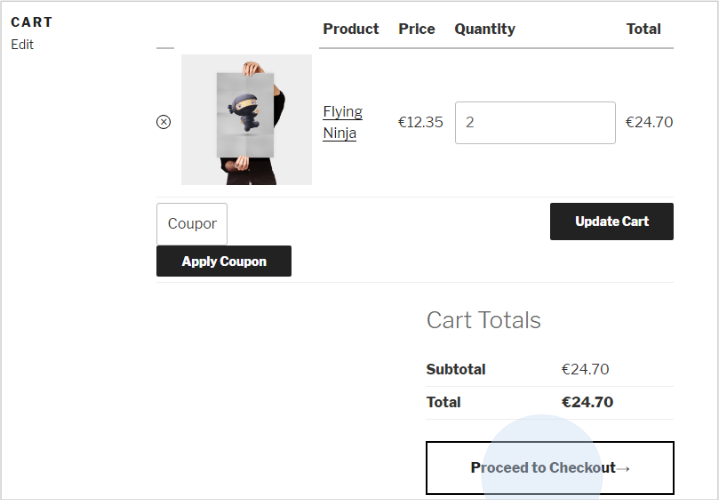 CART
Edit
Product Price Quantity Total
Flying
Ninja
€12.35 2 €24.70
Coupor
Update Cart
Apply Coupon
Cart Totals
Subtotal €24.70
Total €24.70
Proceed to Checkout→